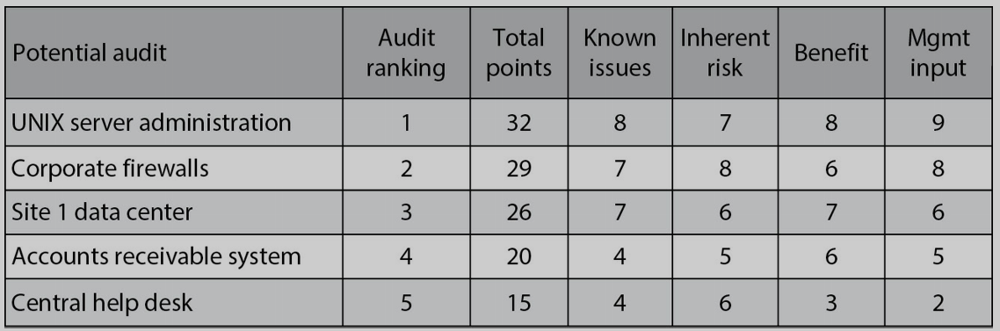 Potential audit Audit ranking Total points Known issues Inherent risk Benefit Mgmt input
UNIX server administration 1 32 8 7 8 9
Corporate firewalls 2 29 7 8 6 8
Site 1 data center 3 26 7 6 7 6
Accounts receivable system 4 20 4 5 6 5
Central help desk 5 15 4 6 3 2